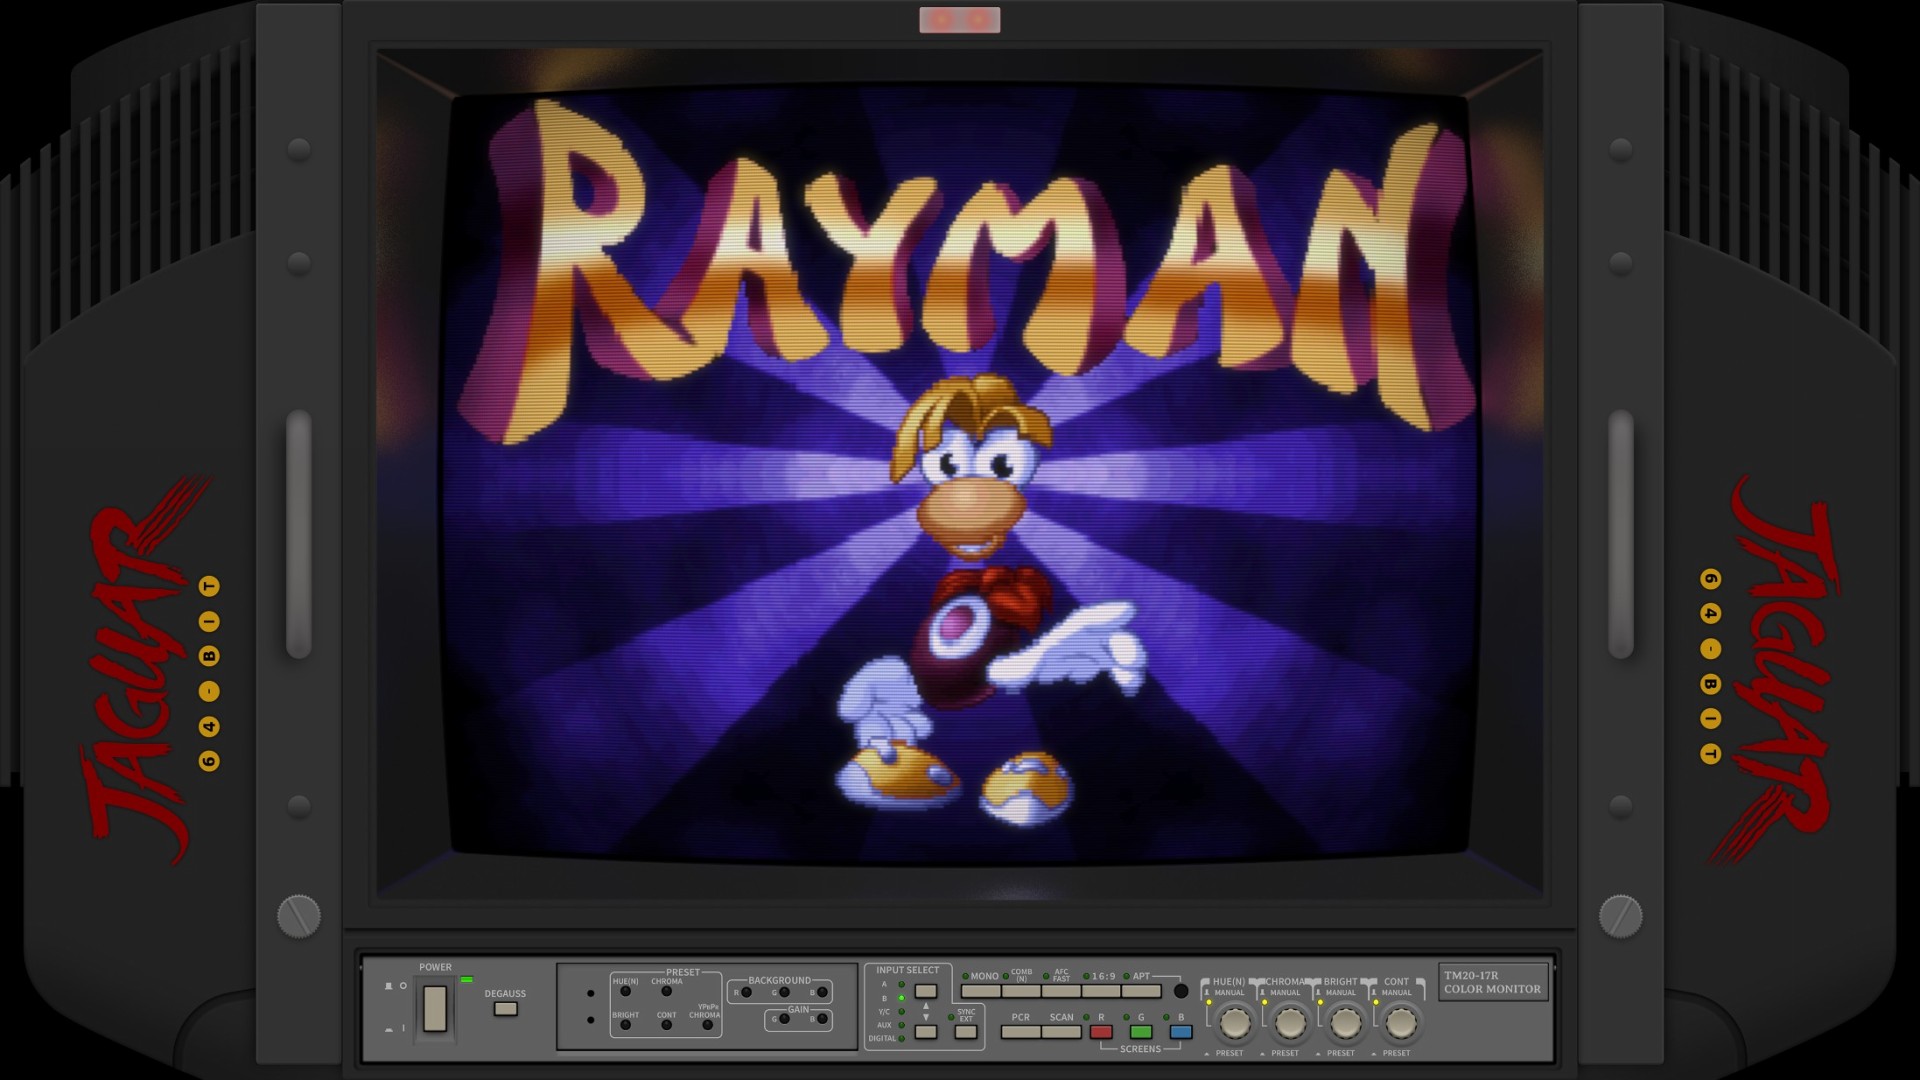 RAYMAN
JAGUAR
64-BIT
JAGUAR
64-BIT
POWER
DEGAUSS
PRESET
HUE(N)
CHROMA
BRIGHT
CONT
YPbPb
CHROMA
BACKGROUND
R
G
B
GAIN
G
B
INPUT SELECT
A
B
Y/C
AUX
DIGITAL
SYNC
EXT
MONO
COMB
(N)
AFC
FAST
16:9
APT
PCR
SCAN
R
G
B
SCREENS
HUE(N)
CHROMA
BRIGHT
CONT
MANUAL
MANUAL
MANUAL
MANUAL
PRESET
PRESET
PRESET
PRESET
TM20-17R
COLOR MONITOR